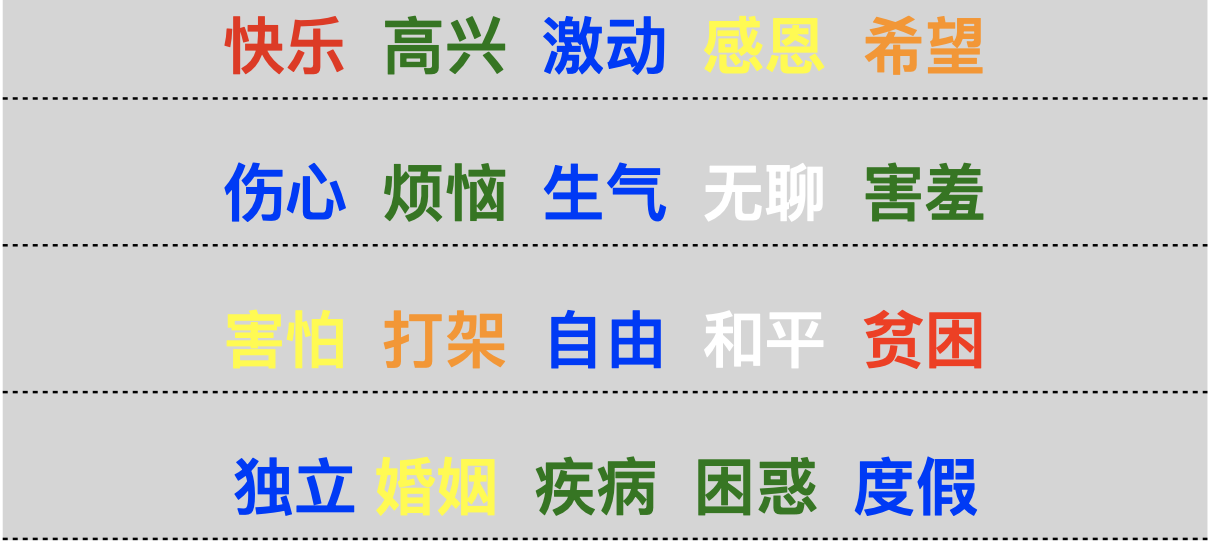 快乐 高兴 激动 感恩 希望
伤心 烦恼 生气 无聊 害羞
害怕 打架 自由 和平 贫困
独立 婚姻 疾病 困惑 度假